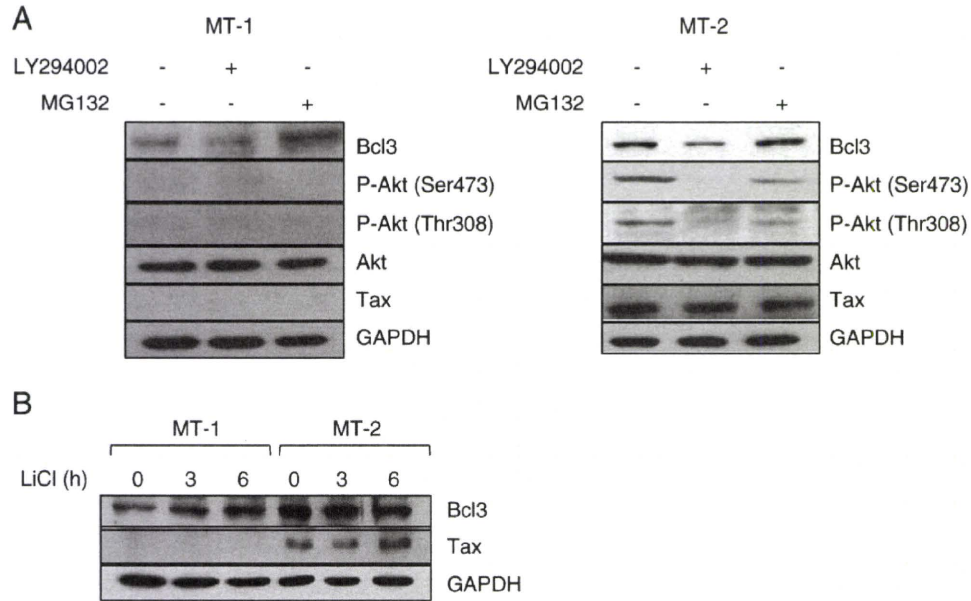 A
MT-1
LY294002 - + -
MG132 - - +
Bcl3
P-Akt (Ser473)
P-Akt (Thr308)
Akt
Tax
GAPDH
MT-2
LY294002 - + -
MG132 - - +
Bcl3
P-Akt (Ser473)
P-Akt (Thr308)
Akt
Tax
GAPDH
B
MT-1 MT-2
LiCl (h) 0 3 6 0 3 6
Bcl3
Tax
GAPDH